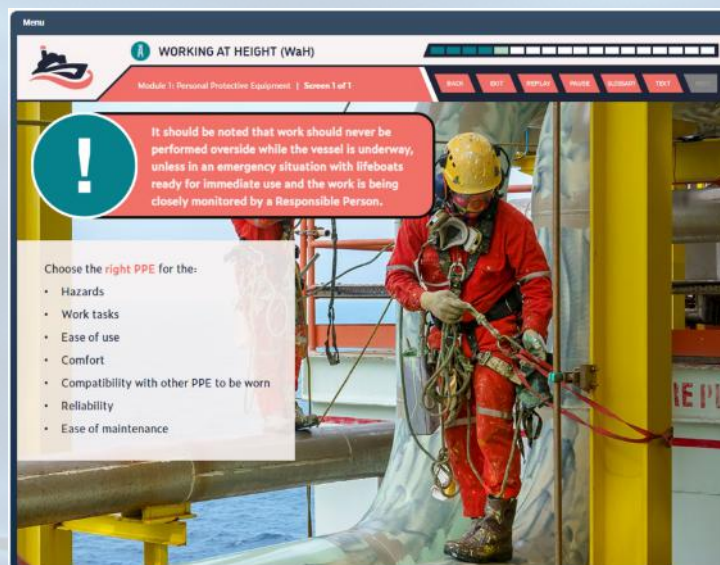 Menu
WORKING AT HEIGHT (WaH)
Module 1: Personal Protective Equipment | Screen 1 of 1
BACK EXIT REPLAY PAUSE GLOSSARY TEXT
!
It should be noted that work should never be
performed overside while the vessel is underway,
unless in an emergency situation with lifeboats
ready for immediate use and the work is being
closely monitored by a Responsible Person.
Choose the right PPE for the:
• Hazards
• Work tasks
• Ease of use
• Comfort
• Compatibility with other PPE to be worn
• Reliability
• Ease of maintenance